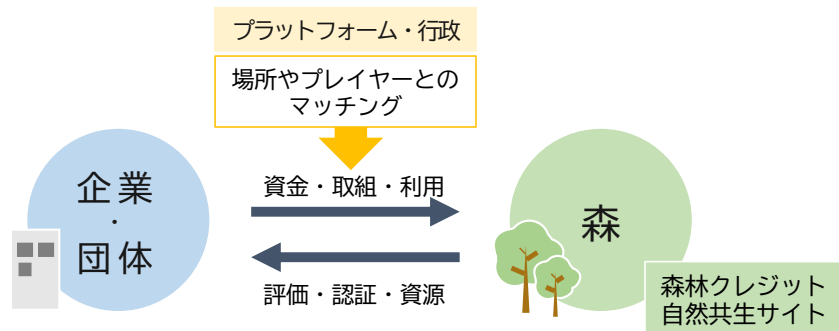 プラットフォーム・行政
場所やプレイヤーとの
マッチング
企業
・
団体
資金・取組・利用
評価・認証・資源
森
森林クレジット
自然共生サイト